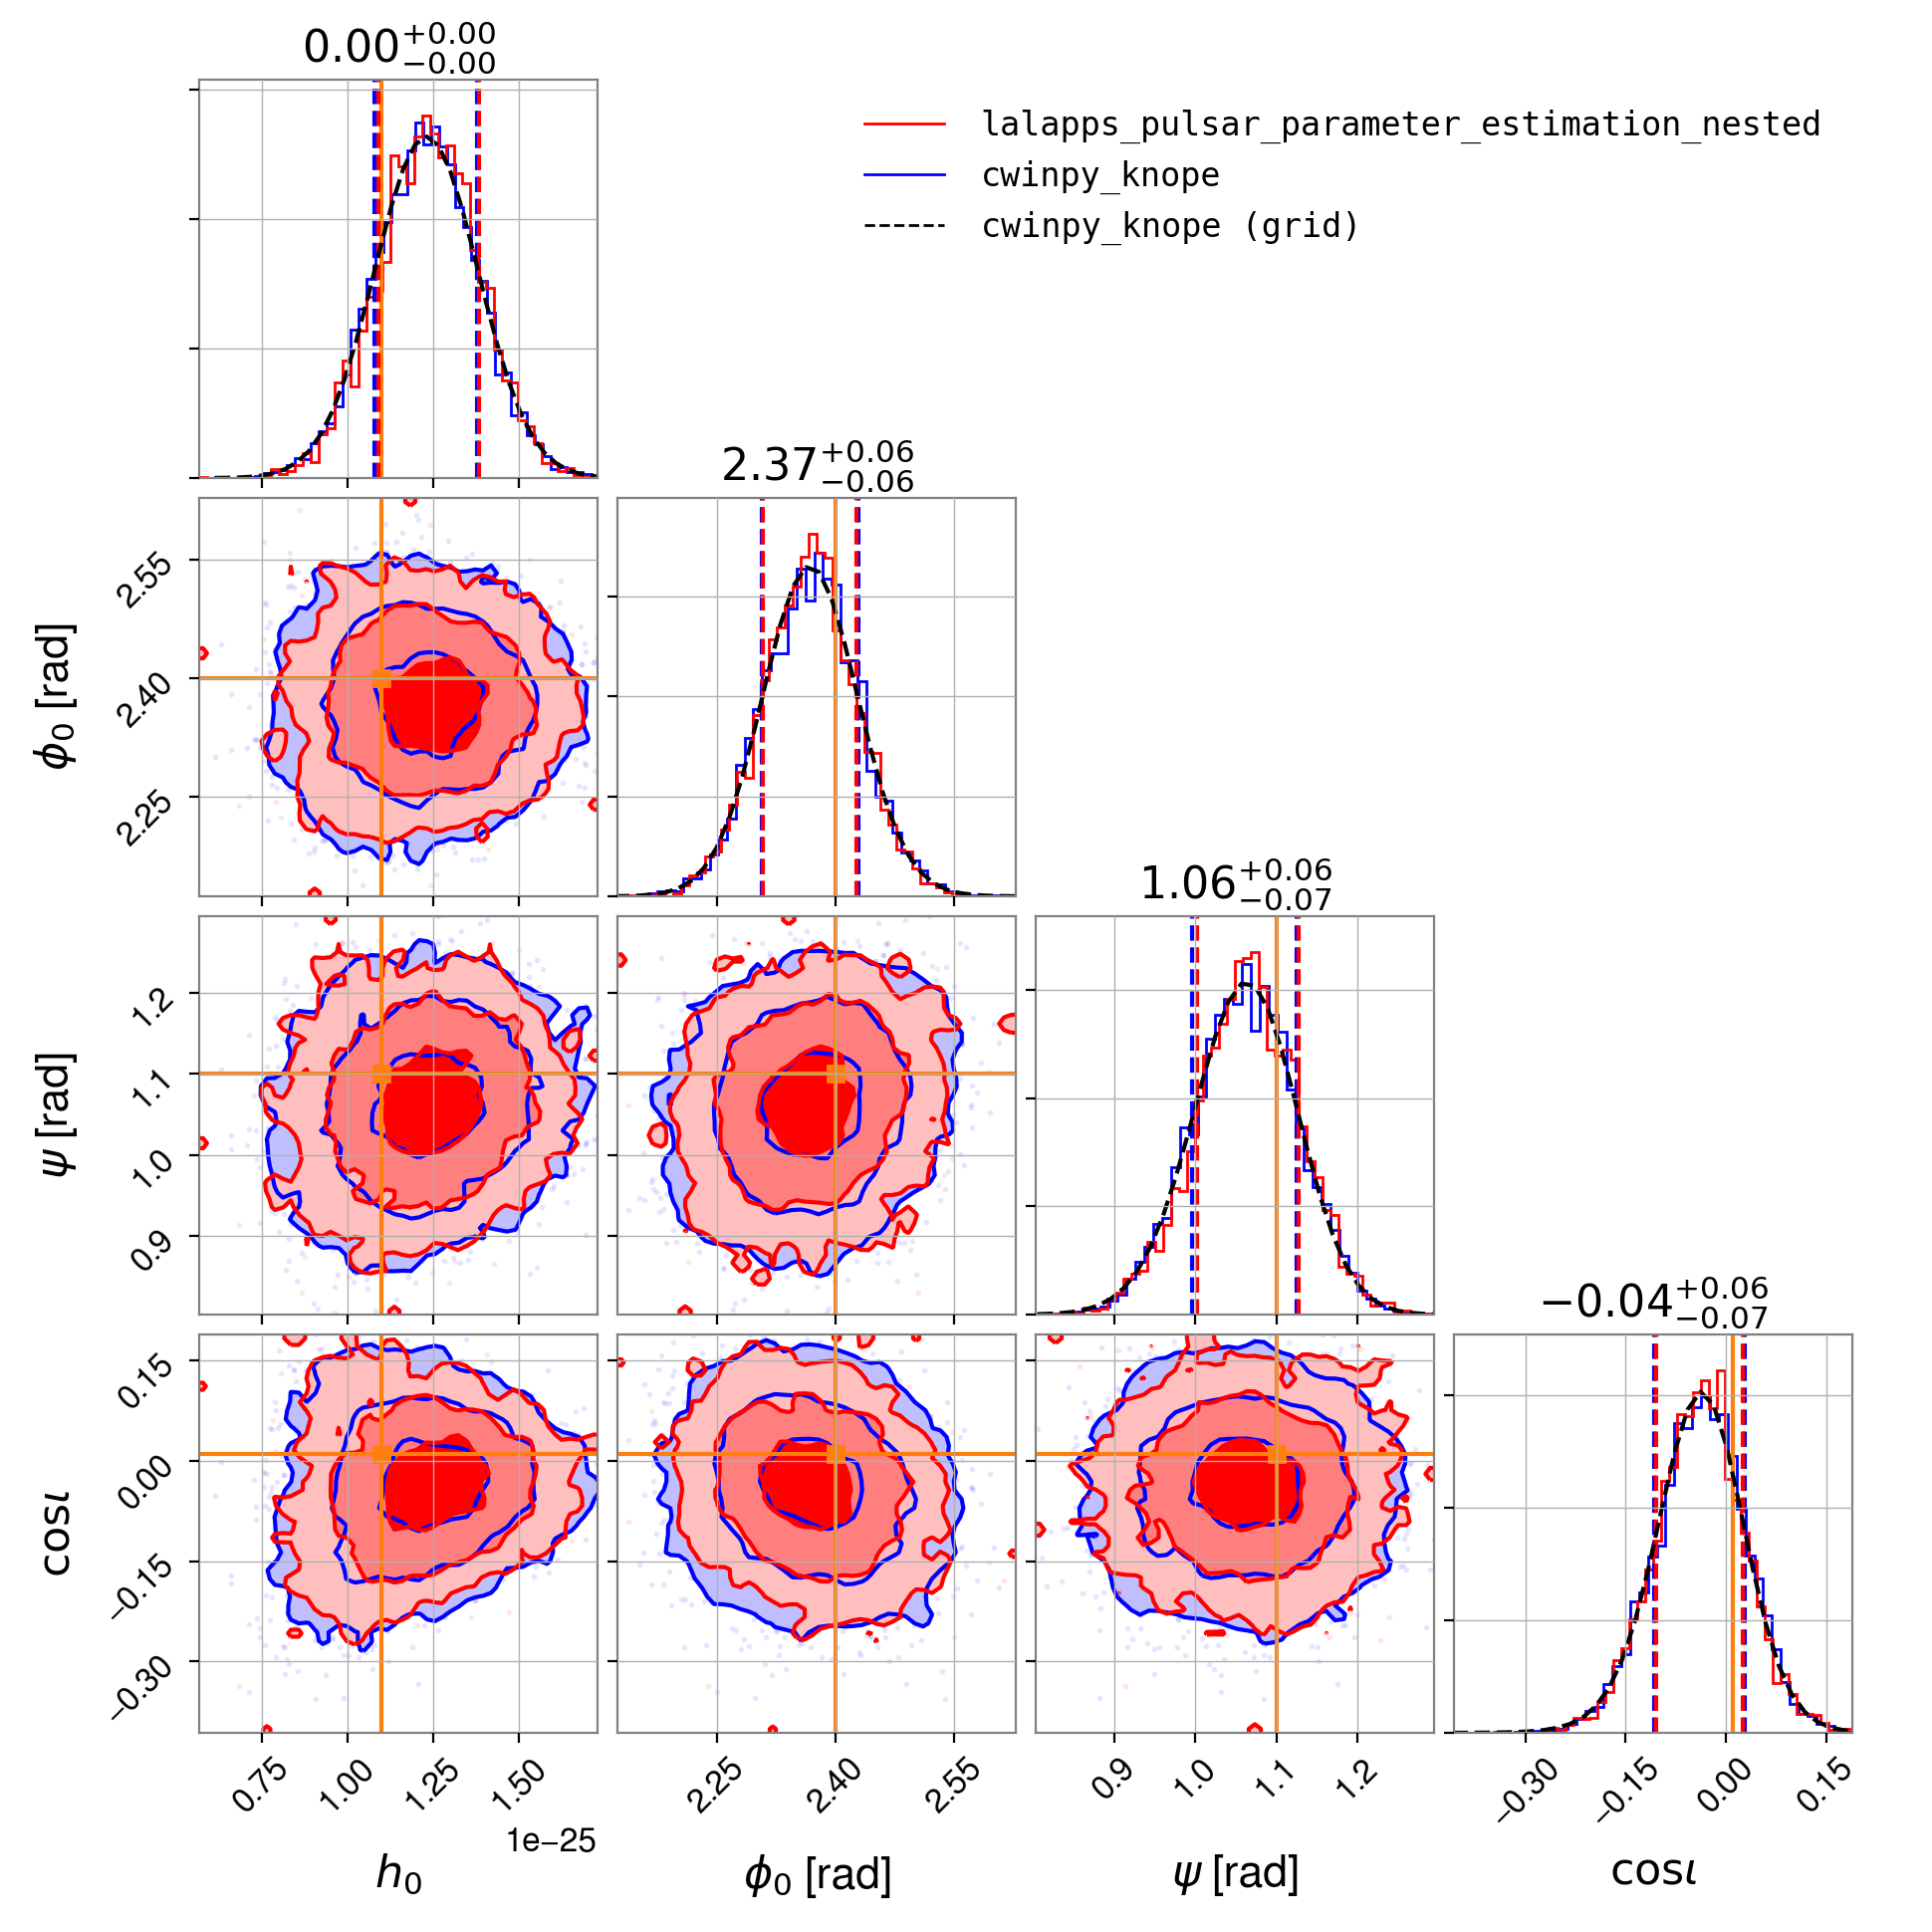 0.00+0.00−0.00
lalapps_pulsar_parameter_estimation_nested
cwinpy_knope
cwinpy_knope (grid)
2.37+0.06−0.06
2.55
2.40
2.25
ϕ0 [rad]
1.06+0.06−0.07
1.2
1.1
1.0
0.9
ψ [rad]
−0.04+0.06−0.07
0.15
0.00
−0.15
−0.30
cosι
0.75 1.00 1.25 1.50
2.25 2.40 2.55
0.9 1.0 1.1 1.2
−0.30 −0.15 0.00 0.15
1e−25
h0
ϕ0 [rad]
ψ [rad]
cosι